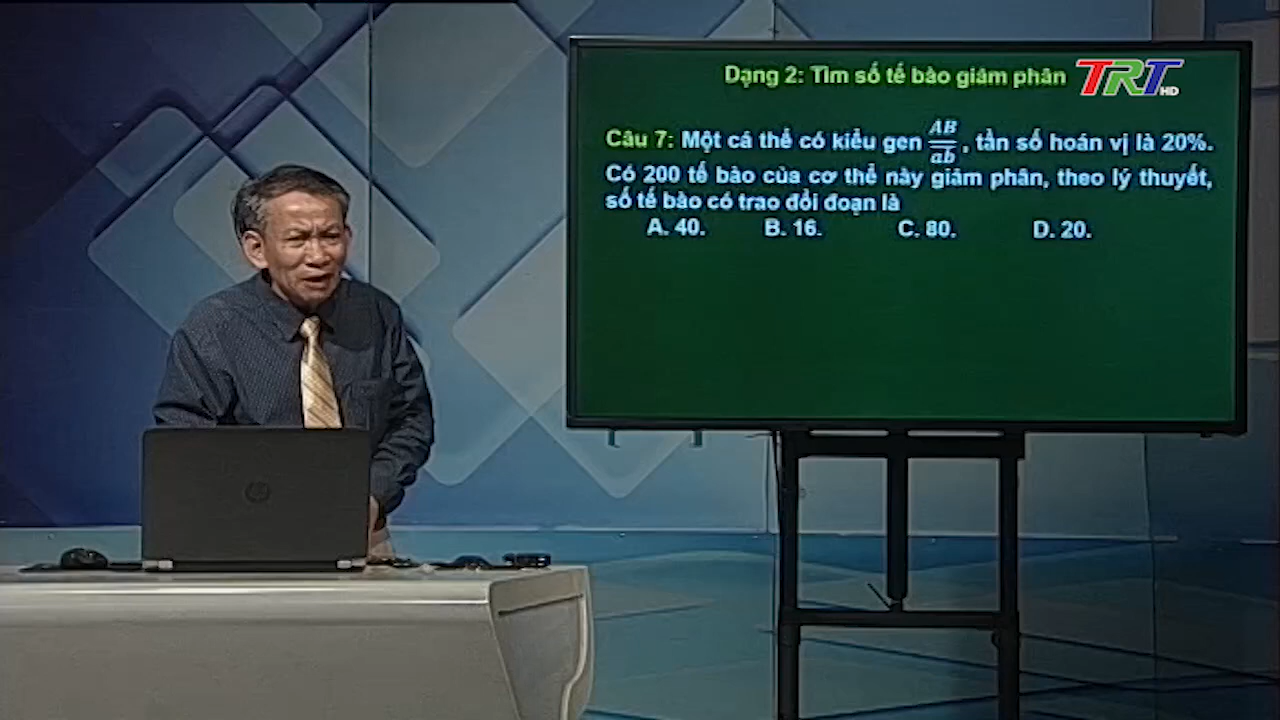 Dạng 2: Tìm số tế bào giảm phân
TRT HD
Câu 7: Một cá thể có kiểu gen AB/ab, tần số hoán vị là 20%.
Có 200 tế bào của cơ thể này giảm phân, theo lý thuyết,
số tế bào có trao đổi đoạn là
A. 40. B. 16. C. 80. D. 20.
hp